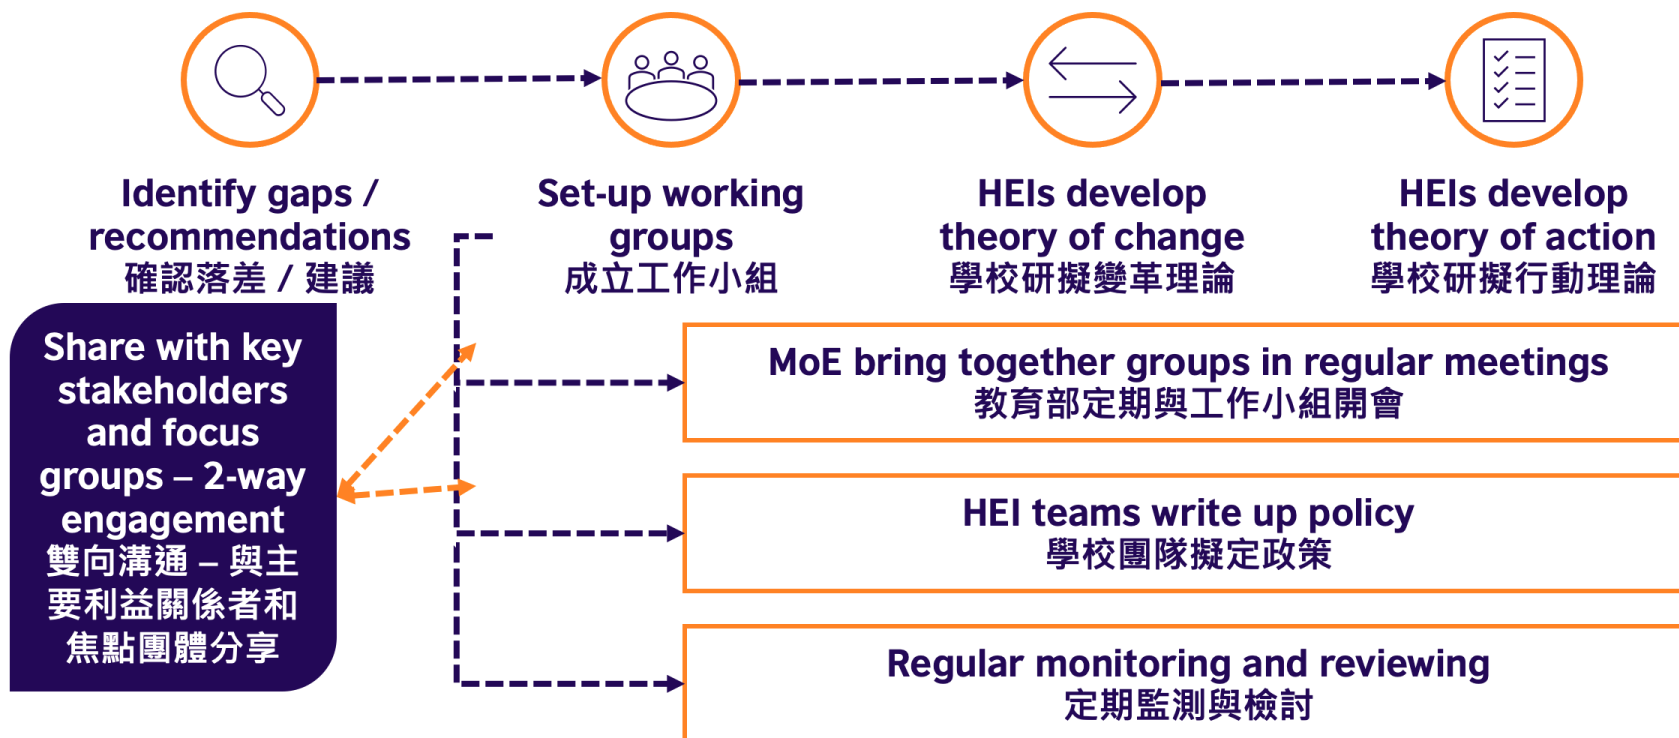 Identify gaps /
recommendations
確認落差 / 建議
Set-up working
groups
成立工作小組
HEIs develop
theory of change
學校研擬變革理論
HEIs develop
theory of action
學校研擬行動理論
Share with key
stakeholders
and focus
groups – 2-way
engagement
雙向溝通 – 與主
要利益關係者和
焦點團體分享
MoE bring together groups in regular meetings
教育部定期與工作小組開會
HEI teams write up policy
學校團隊擬定政策
Regular monitoring and reviewing
定期監測與檢討